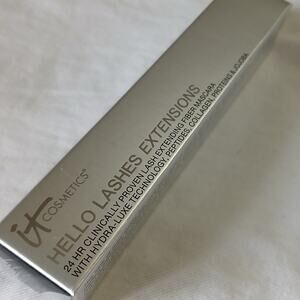 it
COSMETICS®
HELLO LASHES EXTENSIONS
24 HR CLINICALLY PROVEN LASH EXTENDING FIBER MASCARA
WITH HYDRA-LUXE TECHNOLOGY, PEPTIDES, COLLAGEN, PROTEINS & JOJOBA